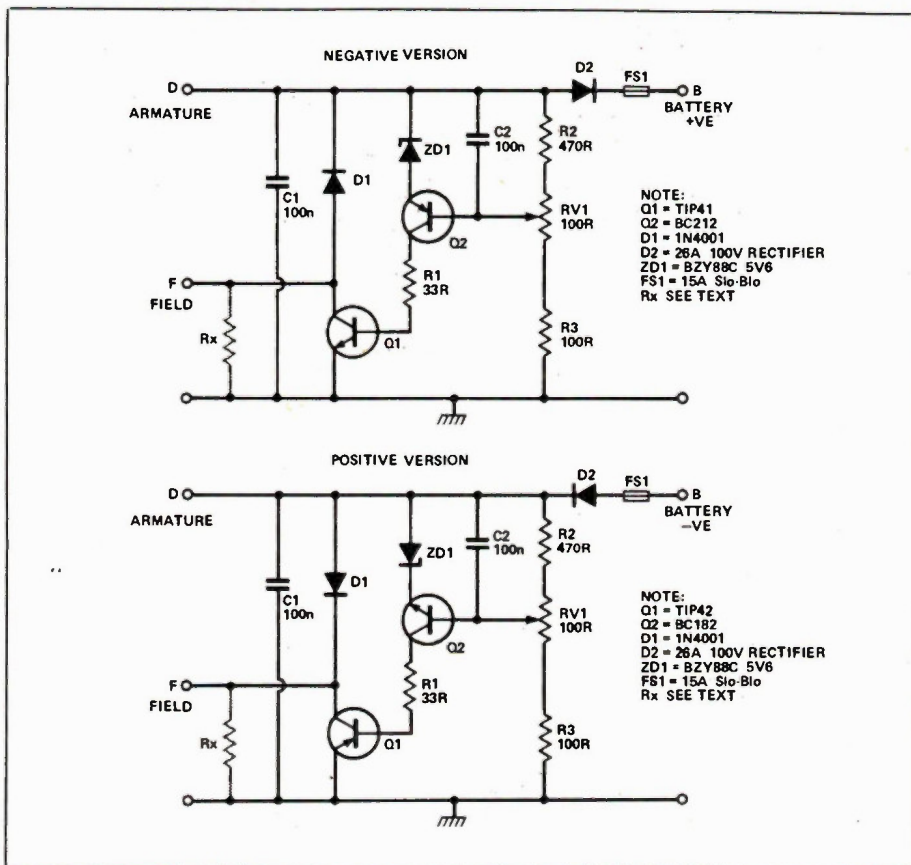 NEGATIVE VERSION
D
ARMATURE
D2
FS1
B
BATTERY
+VE
C1
100n
D1
ZD1
C2
100n
R2
470R
Q2
RV1
100R
R1
33R
F
FIELD
Rx
Q1
R3
100R
NOTE:
Q1 = TIP41
Q2 = BC212
D1 = 1N4001
D2 = 26A 100V RECTIFIER
ZD1 = BZY88C 5V6
FS1 = 15A Slo-Blo
Rx SEE TEXT
POSITIVE VERSION
D
ARMATURE
D2
FS1
B
BATTERY
−VE
C1
100n
D1
ZD1
C2
100n
R2
470R
Q2
RV1
100R
R1
33R
F
FIELD
Rx
Q1
R3
100R
NOTE:
Q1 = TIP42
Q2 = BC182
D1 = 1N4001
D2 = 26A 100V RECTIFIER
ZD1 = BZY88C 5V6
FS1 = 15A Slo-Blo
Rx SEE TEXT